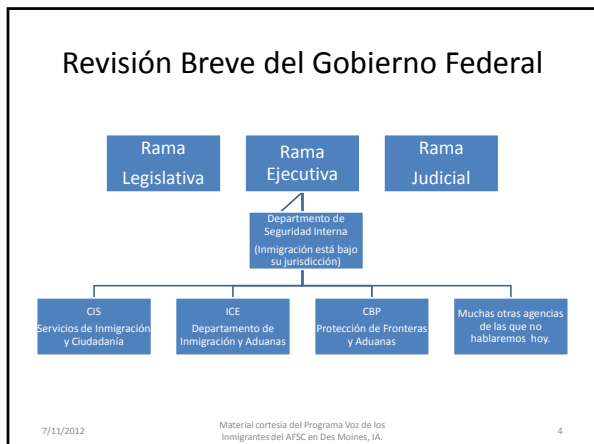 Revisión Breve del Gobierno Federal
Rama
Legislativa
Rama
Ejecutiva
Rama
Judicial
Departmento de
Seguridad Interna
(Inmigración está bajo
su jurisdicción)
CIS
Servicios de Inmigración
y Ciudadanía
ICE
Departamento de
Inmigración y Aduanas
CBP
Protección de Fronteras
y Aduanas
Muchas otras agencias
de las que no
hablaremos hoy.
7/11/2012
Material cortesía del Programa Voz de los
Inmigrantes del AFSC en Des Moines, IA.
4